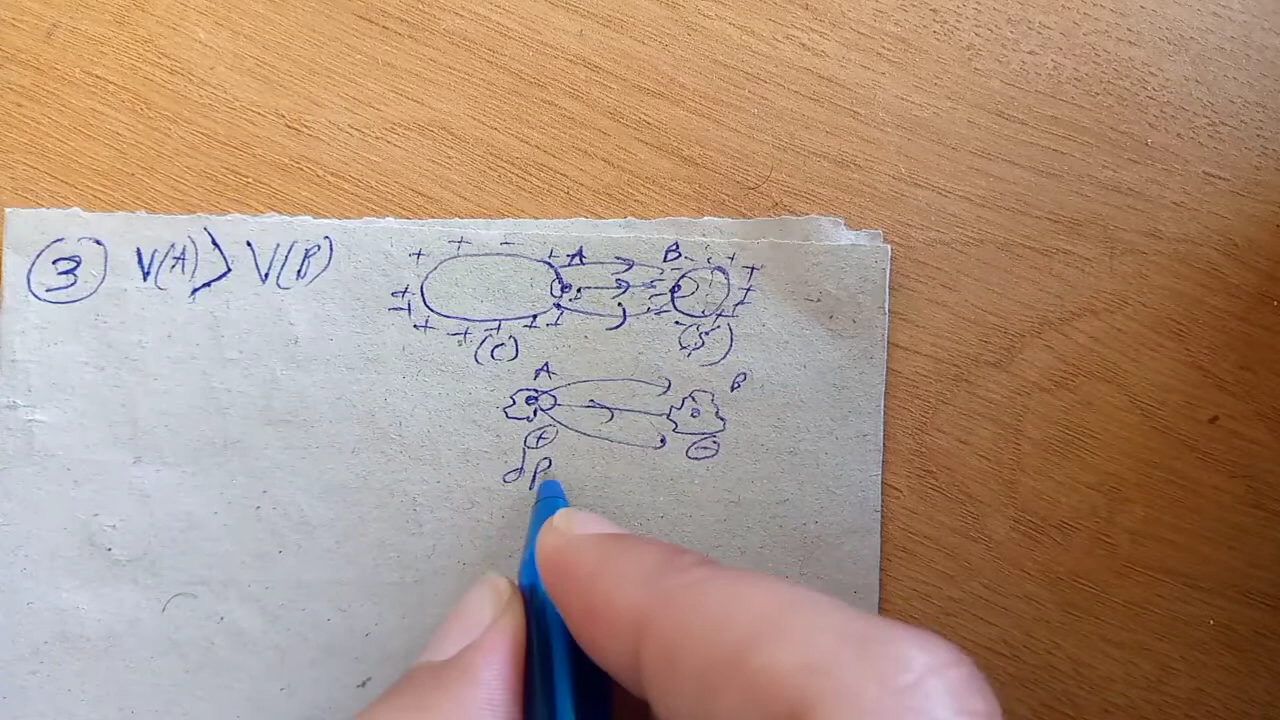 ③ V(A) > V(B)
A B
(C) (S)
A B
+ −
dP